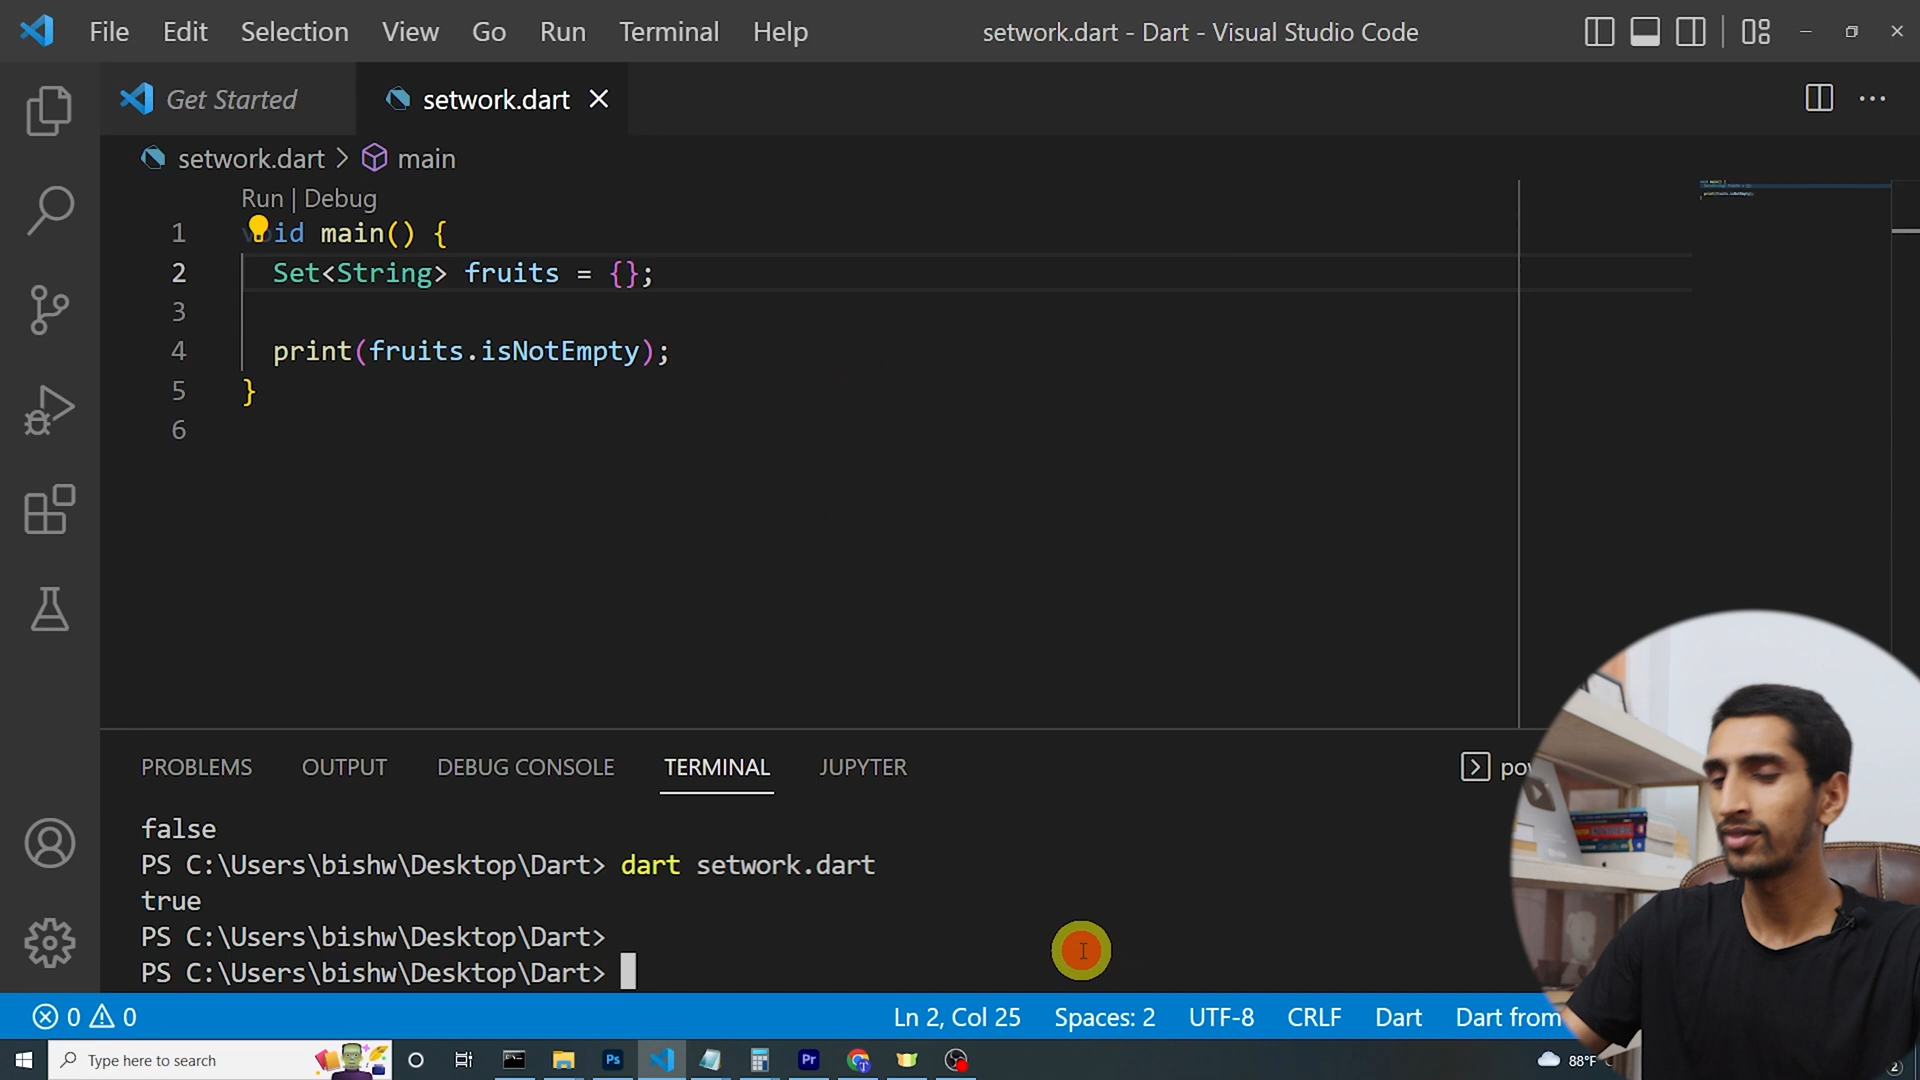 File Edit Selection View Go Run Terminal Help setwork.dart - Dart - Visual Studio Code
Get Started setwork.dart
setwork.dart > main
Run | Debug
1 void main() {
2 Set<String> fruits = {};
3
4 print(fruits.isNotEmpty);
5 }
6
PROBLEMS OUTPUT DEBUG CONSOLE TERMINAL JUPYTER
false
PS C:\Users\bishw\Desktop\Dart> dart setwork.dart
true
PS C:\Users\bishw\Desktop\Dart>
PS C:\Users\bishw\Desktop\Dart>
0 0 Ln 2, Col 25 Spaces: 2 UTF-8 CRLF Dart Dart from
Type here to search Ps Pr 88°F 2